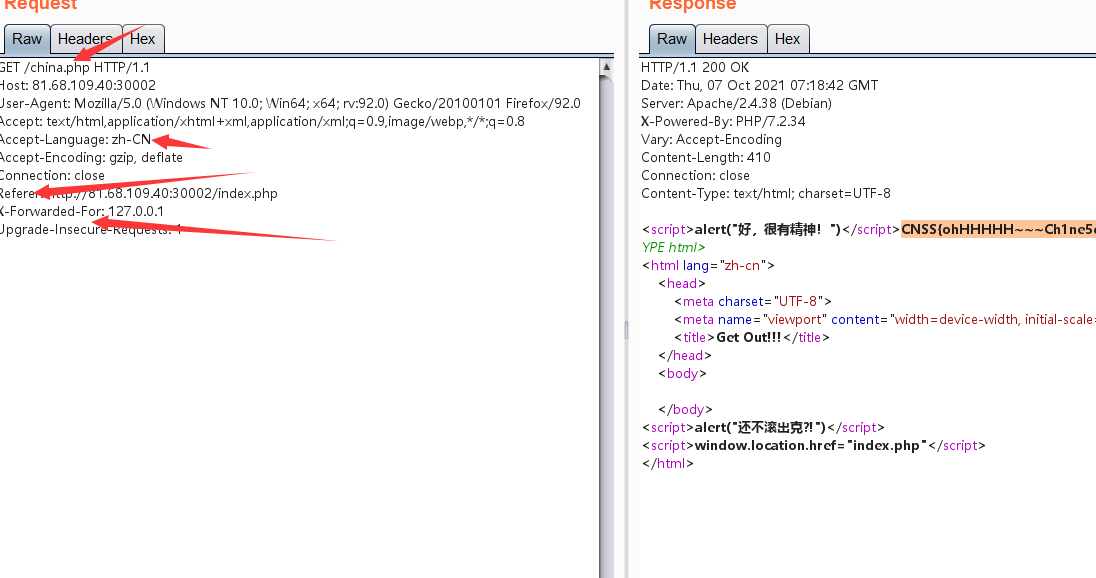 Request
Raw Headers Hex
GET /china.php HTTP/1.1
Host: 81.68.109.40:30002
User-Agent: Mozilla/5.0 (Windows NT 10.0; Win64; x64; rv:92.0) Gecko/20100101 Firefox/92.0
Accept: text/html,application/xhtml+xml,application/xml;q=0.9,image/webp,*/*;q=0.8
Accept-Language: zh-CN
Accept-Encoding: gzip, deflate
Connection: close
Referer: http://81.68.109.40:30002/index.php
X-Forwarded-For: 127.0.0.1
Upgrade-Insecure-Requests: 1
Response
Raw Headers Hex
HTTP/1.1 200 OK
Date: Thu, 07 Oct 2021 07:18:42 GMT
Server: Apache/2.4.38 (Debian)
X-Powered-By: PHP/7.2.34
Vary: Accept-Encoding
Content-Length: 410
Connection: close
Content-Type: text/html; charset=UTF-8
<script>alert("好，很有精神！")</script>CNSS{ohHHHHH~~~Ch1ne5e
YPE html>
<html lang="zh-cn">
<head>
<meta charset="UTF-8">
<meta name="viewport" content="width=device-width, initial-scale=
<title>Get Out!!!</title>
</head>
<body>
</body>
<script>alert("还不滚出克?!")</script>
<script>window.location.href="index.php"</script>
</html>